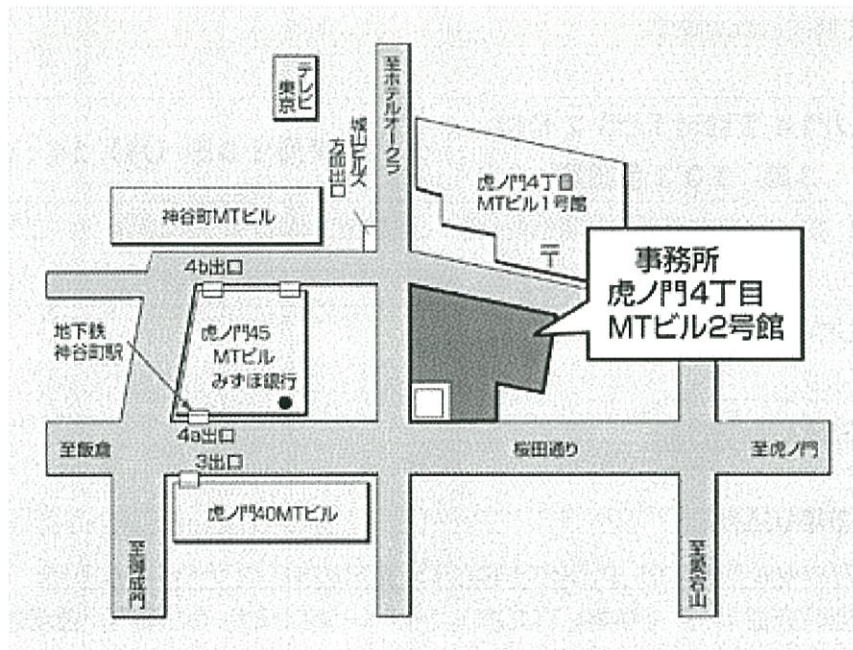 テレビ
東京
至ホテルオークラ
城山ヒルズ
方面出口
虎ノ門4丁目
MTビル1号館
神谷町MTビル
〒
事務所
虎ノ門4丁目
MTビル2号館
4b出口
地下鉄
神谷町駅
虎ノ門45
MTビル
みずほ銀行
4a出口
至飯倉
桜田通り
至虎ノ門
3出口
虎ノ門40MTビル
至御成門
至愛宕山